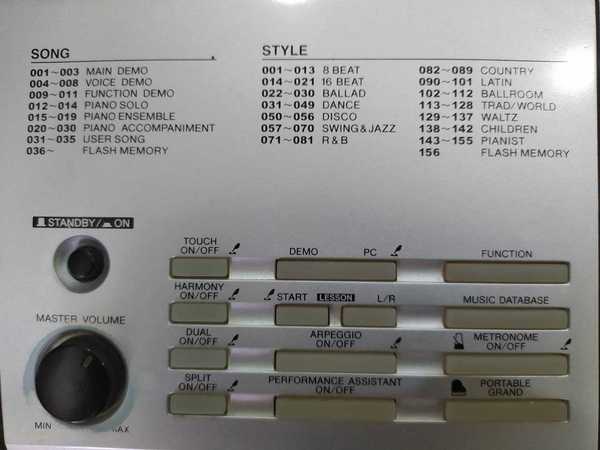 SONG
001~003 MAIN DEMO
004~008 VOICE DEMO
009~011 FUNCTION DEMO
012~014 PIANO SOLO
015~019 PIANO ENSEMBLE
020~030 PIANO ACCOMPANIMENT
031~035 USER SONG
036~ FLASH MEMORY
STYLE
001~013 8 BEAT
014~021 16 BEAT
022~030 BALLAD
031~049 DANCE
050~056 DISCO
057~070 SWING&JAZZ
071~081 R&B
082~089 COUNTRY
090~101 LATIN
102~112 BALLROOM
113~128 TRAD/WORLD
129~137 WALTZ
138~142 CHILDREN
143~155 PIANIST
156 FLASH MEMORY
STANDBY/ ON
MASTER VOLUME
MIN MAX
TOUCH
ON/OFF
DEMO PC
FUNCTION
HARMONY
ON/OFF
START LESSON L/R
MUSIC DATABASE
DUAL
ON/OFF
ARPEGGIO
ON/OFF
METRONOME
ON/OFF
SPLIT
ON/OFF
PERFORMANCE ASSISTANT
ON/OFF
PORTABLE
GRAND